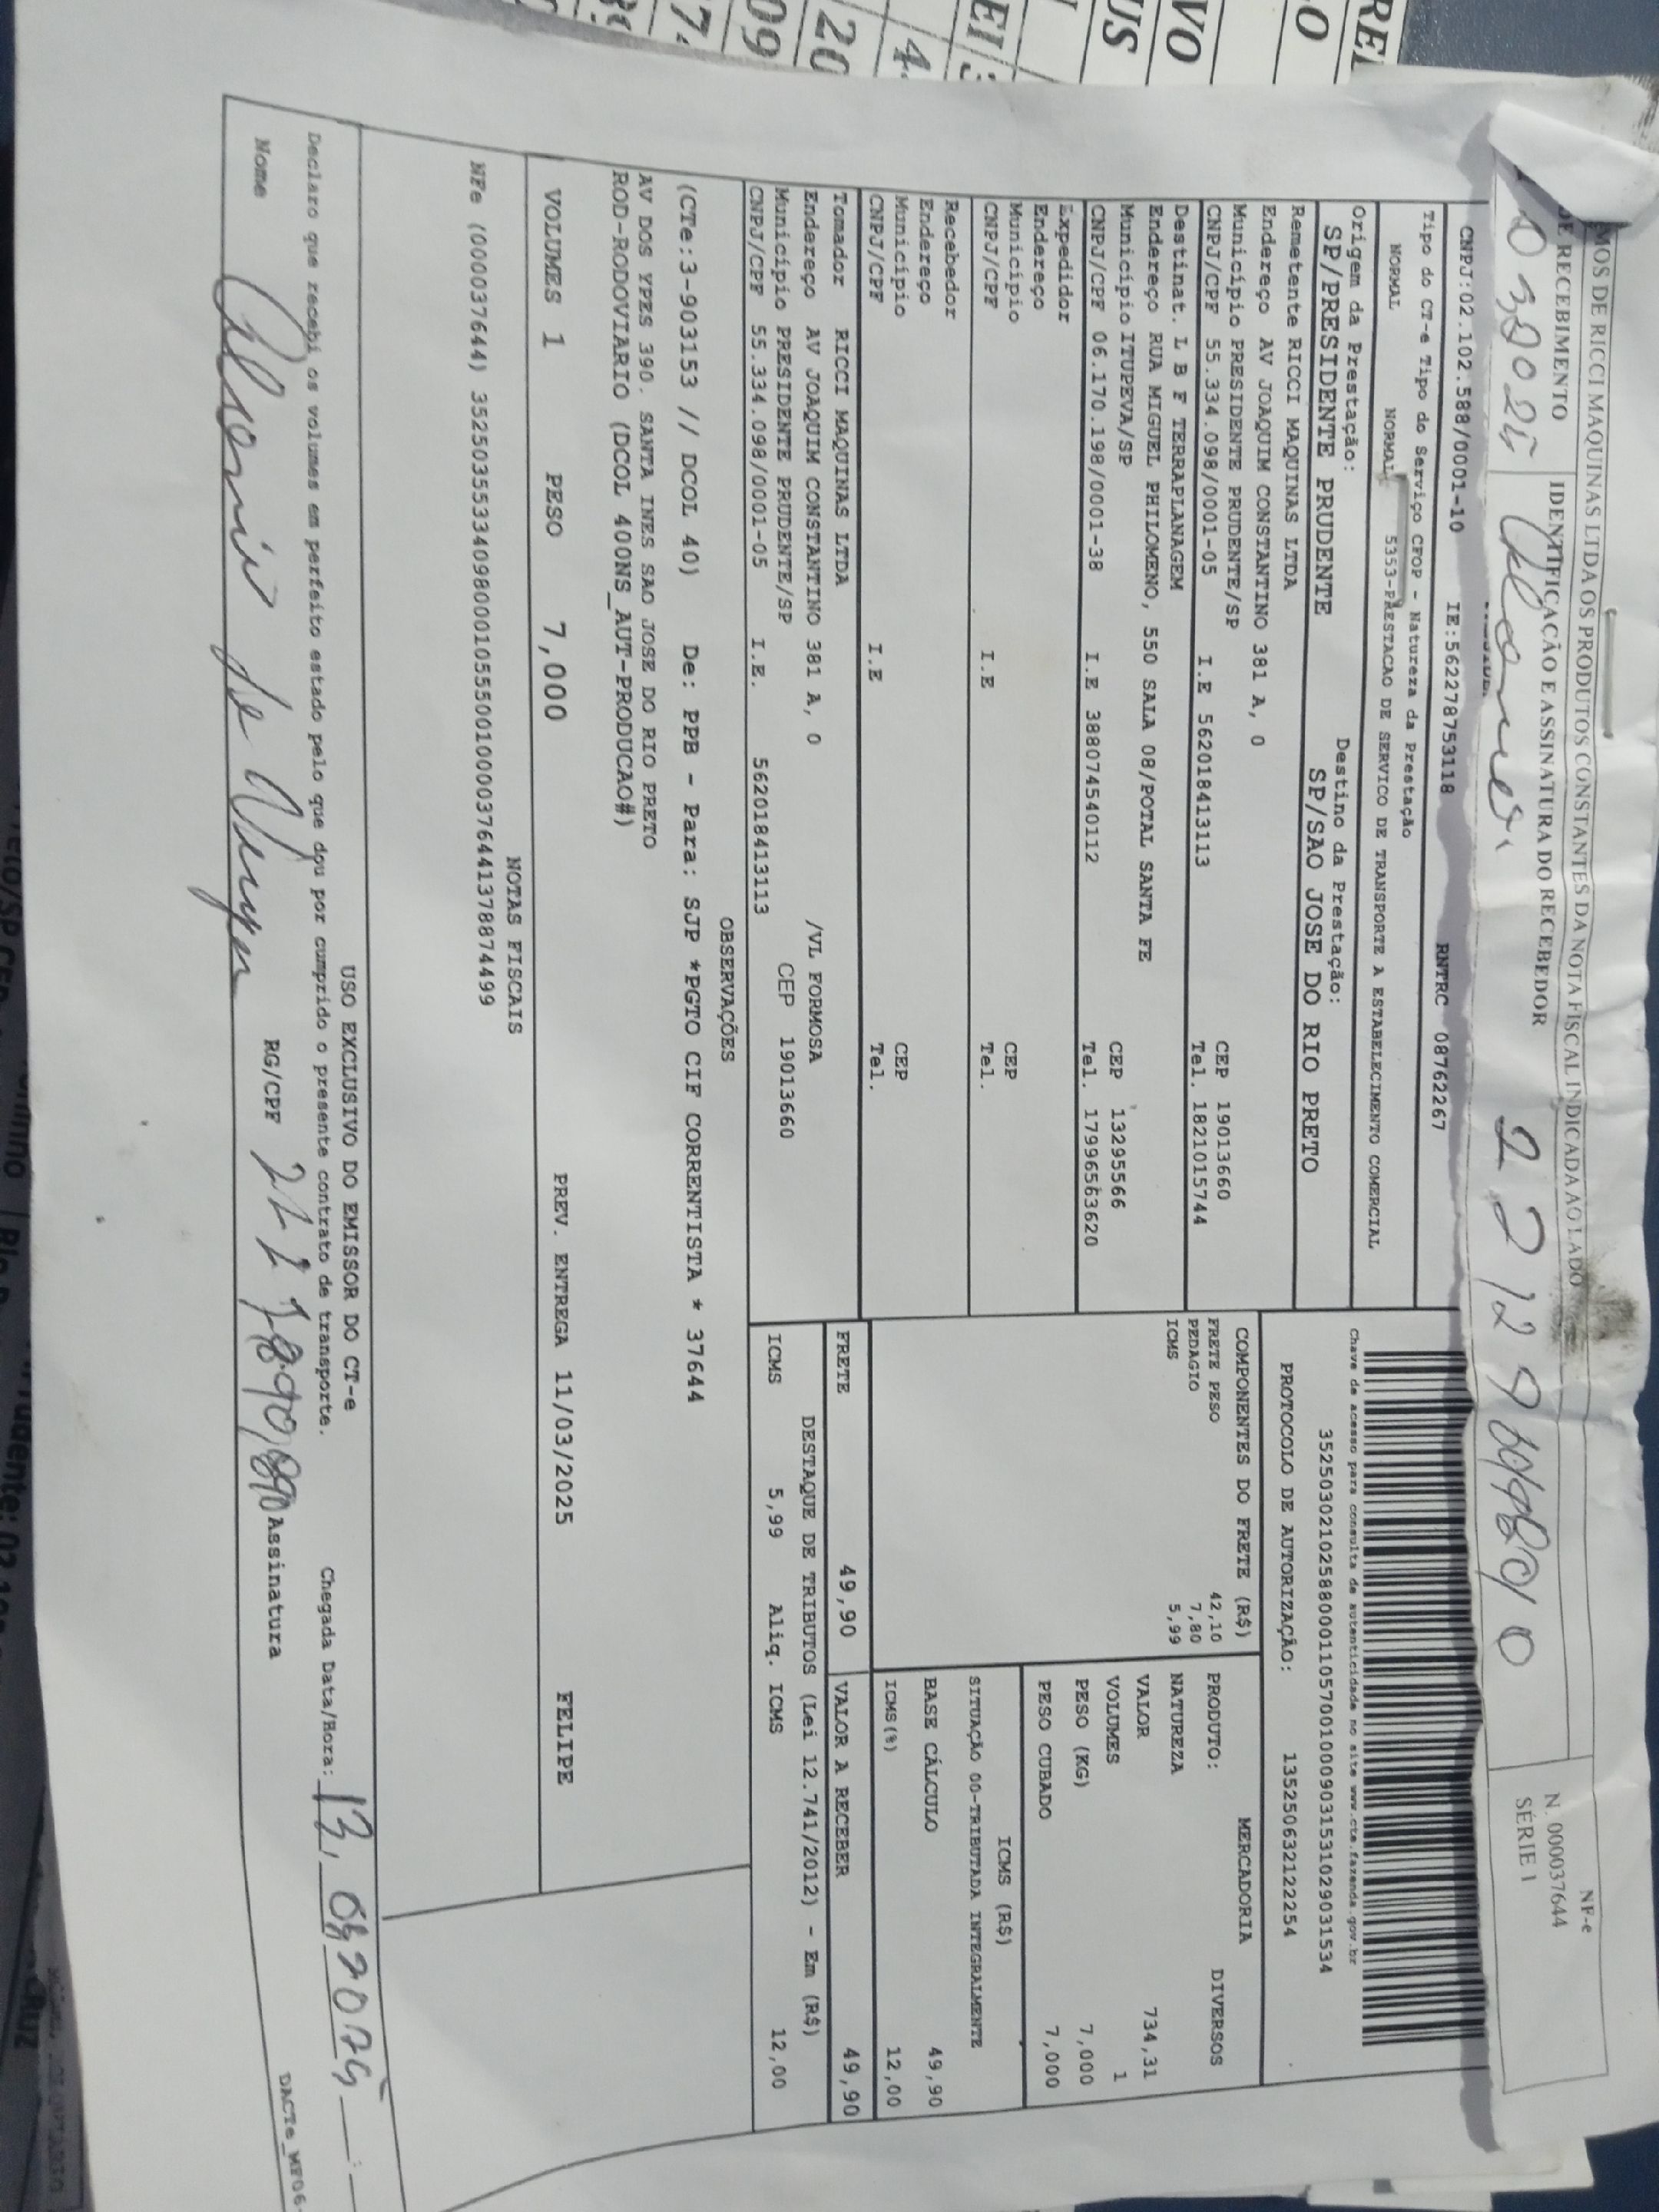 MOS DE RICCI MAQUINAS LTDA OS PRODUTOS CONSTANTES DA NOTA FISCAL INDICADA AO LADO
DE RECEBIMENTO
IDENTIFICAÇÃO E ASSINATURA DO RECEBEDOR
NF-e
N. 000037644
SÉRIE 1
CNPJ:02.102.588/0001-10 IE:562278753118 RNTRC 08762267
Tipo do CT-e Tipo do Serviço CFOP - Natureza da Prestação
NORMAL NORMAL 5353-PRESTACAO DE SERVICO DE TRANSPORTE A ESTABELECIMENTO COMERCIAL
Chave de acesso para consulta de autenticidade no site www.cte.fazenda.gov.br
35250302102588000110570010009031531029031534
PROTOCOLO DE AUTORIZAÇÃO: 135250632122254
Origem da Prestação: Destino da Prestação:
SP/PRESIDENTE PRUDENTE SP/SAO JOSE DO RIO PRETO
Remetente RICCI MAQUINAS LTDA
Endereço AV JOAQUIM CONSTANTINO 381 A, 0
Município PRESIDENTE PRUDENTE/SP CEP 19013660
CNPJ/CPF 55.334.098/0001-05 I.E 562018413113 Tel. 1821015744
Destinat. L B F TERRAPLANAGEM
Endereço RUA MIGUEL PHILOMENO, 550 SALA 08/POTAL SANTA FE
Município ITUPEVA/SP CEP 13295566
CNPJ/CPF 06.170.198/0001-38 I.E 388074540112 Tel. 17996563620
Expedidor
Endereço
Município CEP
CNPJ/CPF I.E Tel.
Recebedor
Endereço
Município CEP
CNPJ/CPF I.E Tel.
Tomador RICCI MAQUINAS LTDA
Endereço AV JOAQUIM CONSTANTINO 381 A, 0 /VL FORMOSA
Município PRESIDENTE PRUDENTE/SP CEP 19013660
CNPJ/CPF 55.334.098/0001-05 I.E. 562018413113
COMPONENTES DO FRETE (R$)
FRETE PESO 42,10
PEDAGIO 7,80
ICMS 5,99
MERCADORIA
PRODUTO: DIVERSOS
NATUREZA
VALOR 734,31
VOLUMES 1
PESO (KG) 7,000
PESO CUBADO 7,000
ICMS (R$)
SITUAÇÃO 00-TRIBUTADA INTEGRALMENTE
BASE CÁLCULO 49,90
ICMS(%) 12,00
FRETE 49,90 VALOR A RECEBER 49,90
DESTAQUE DE TRIBUTOS (Lei 12.741/2012) - Em (R$)
ICMS 5,99 Aliq. ICMS 12,00
OBSERVAÇÕES
(CTe:3-903153 // DCOL 40) De: PPB - Para: SJP *PGTO CIF CORRENTISTA * 37644
AV DOS YPES 390. SANTA INES SAO JOSE DO RIO PRETO
ROD-RODOVIARIO (DCOL 400NS_AUT-PRODUCAO#)
VOLUMES 1 PESO 7,000 PREV. ENTREGA 11/03/2025 FELIPE
NOTAS FISCAIS
NFe (000037644) 35250355334098000105550010000376441378874499
USO EXCLUSIVO DO EMISSOR DO CT-e
Declaro que recebi os volumes em perfeito estado pelo que dou por cumprido o presente contrato de transporte.
Chegada Data/Hora:
Nome RG/CPF Assinatura
DACTe_MF06